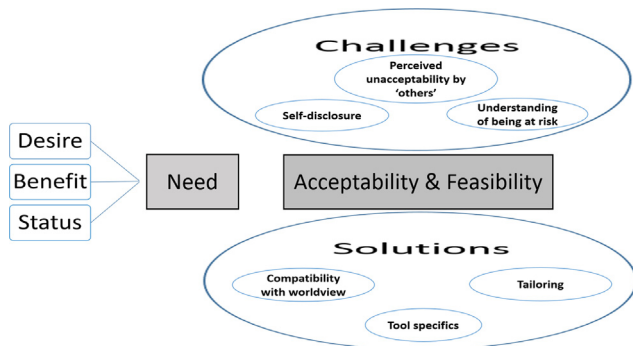 Challenges
Perceived
unacceptability by
‘others’
Self-disclosure
Understanding
of being at risk
Desire
Benefit
Status
Need
Acceptability & Feasibility
Solutions
Compatibility
with worldview
Tailoring
Tool specifics